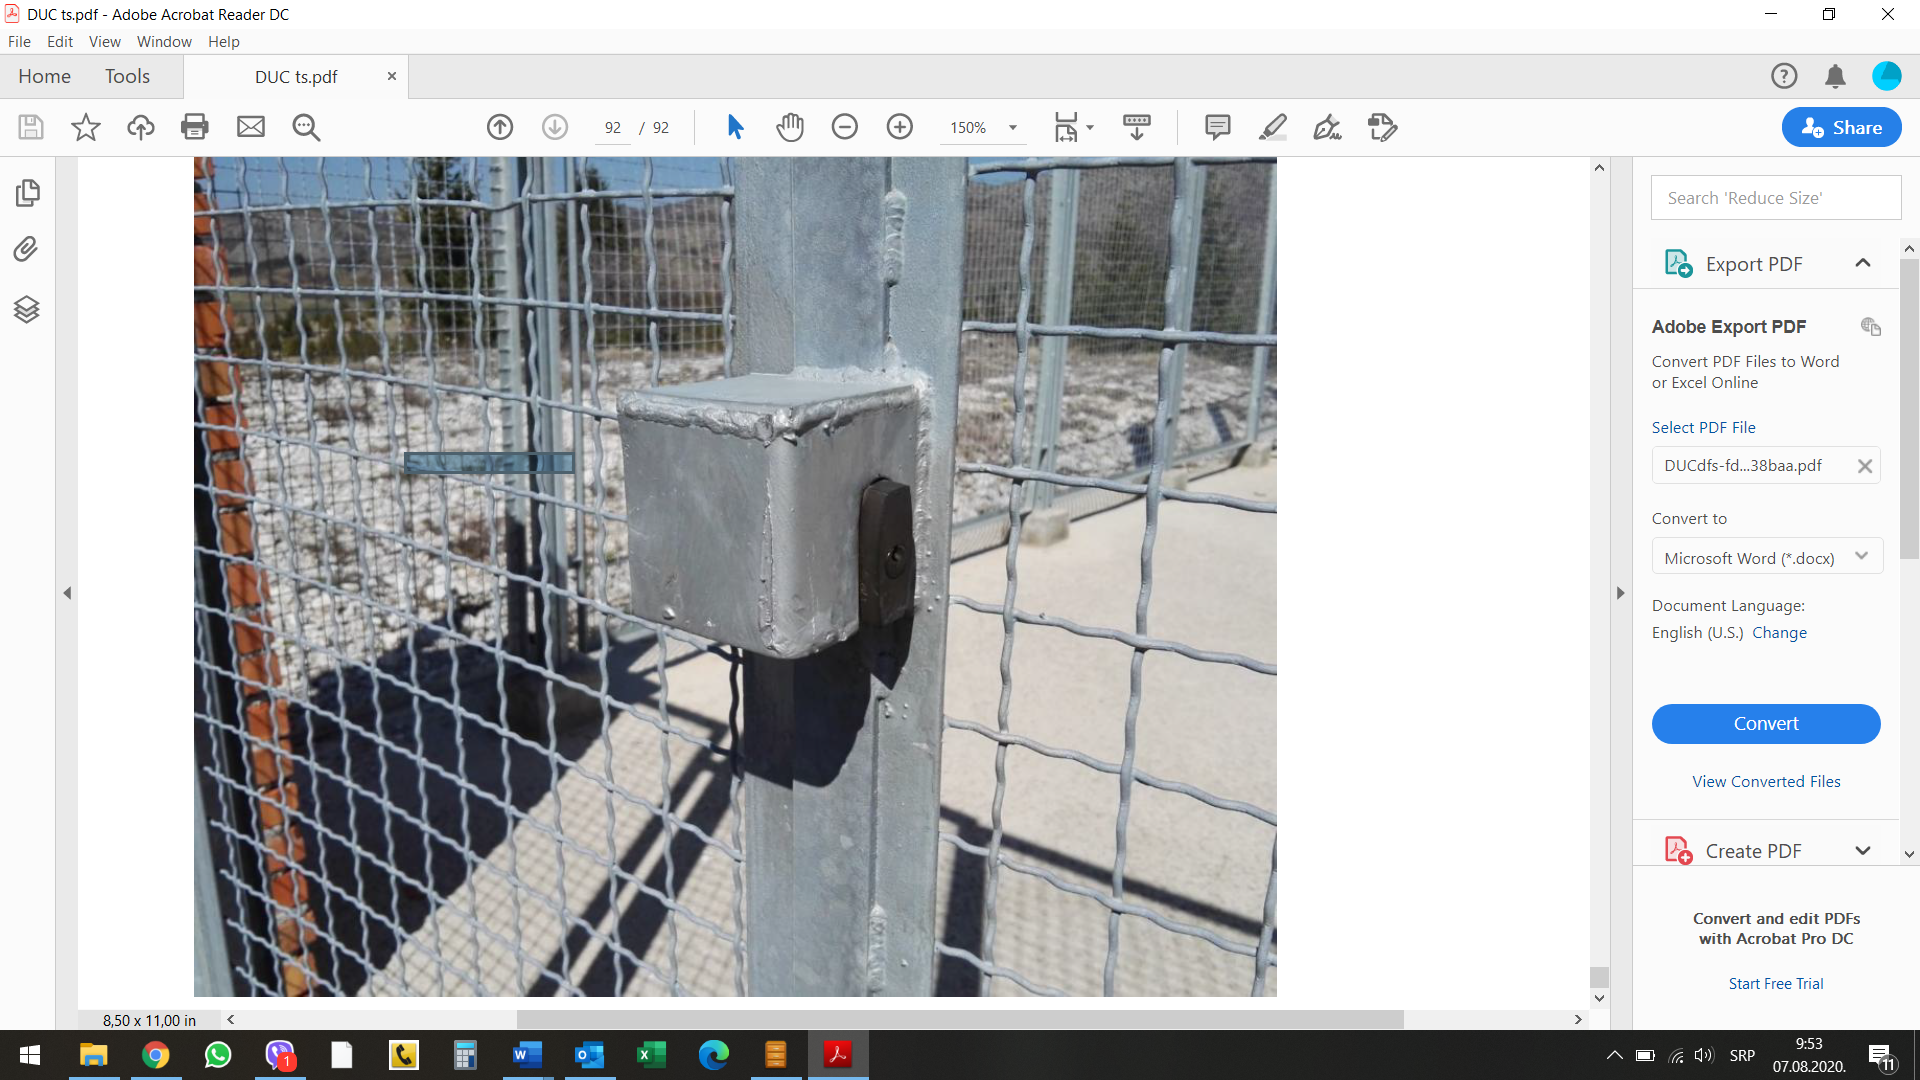 DUC ts.pdf - Adobe Acrobat Reader DC
File Edit View Window Help
Home Tools DUC ts.pdf
92 / 92 150% Share
Search 'Reduce Size'
Export PDF
Adobe Export PDF
Convert PDF Files to Word
or Excel Online
Select PDF File
DUCdfs-fd...38baa.pdf
Convert to
Microsoft Word (*.docx)
Document Language:
English (U.S.) Change
Convert
View Converted Files
Create PDF
Convert and edit PDFs
with Acrobat Pro DC
Start Free Trial
8,50 x 11,00 in
1
SRP
9:53
07.08.2020.
11